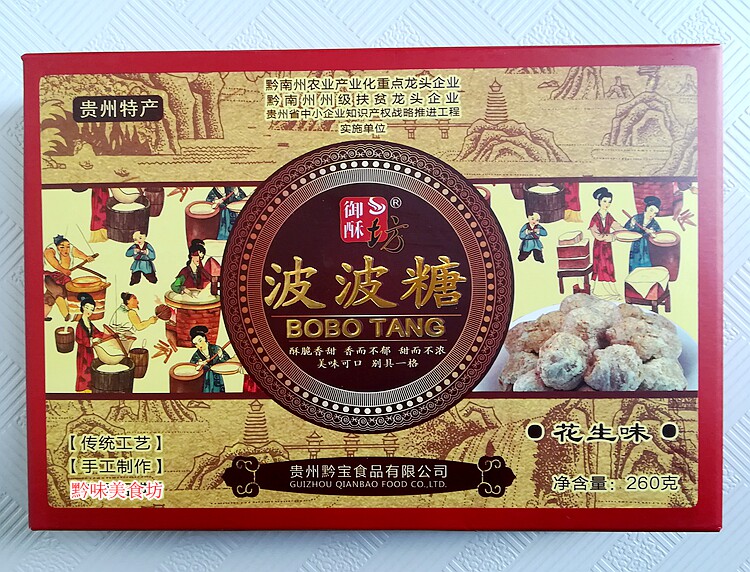 贵州特产
黔南州农业产业化重点龙头企业
黔南州州级扶贫龙头企业
贵州省中小企业知识产权战略推进工程
实施单位
御酥坊®
波波糖
BOBO TANG
酥脆香甜 香而不郁 甜而不浓
美味可口 别具一格
花生味
【传统工艺】
【手工制作】
黔味美食坊
贵州黔宝食品有限公司
GUIZHOU QIANBAO FOOD CO.,LTD.
净含量：260克